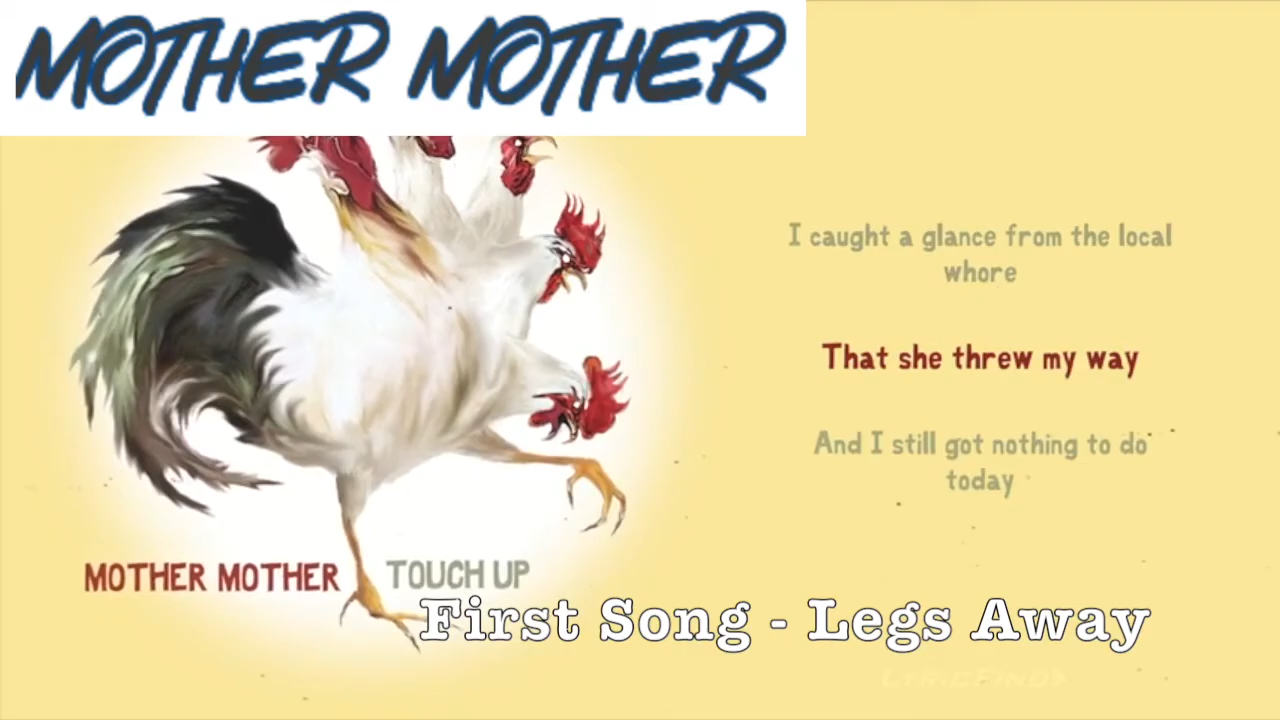 MOTHER MOTHER
I caught a glance from the local
whore
That she threw my way
And I still got nothing to do
today
MOTHER MOTHER TOUCH UP
First Song - Legs Away
LYRICFIND